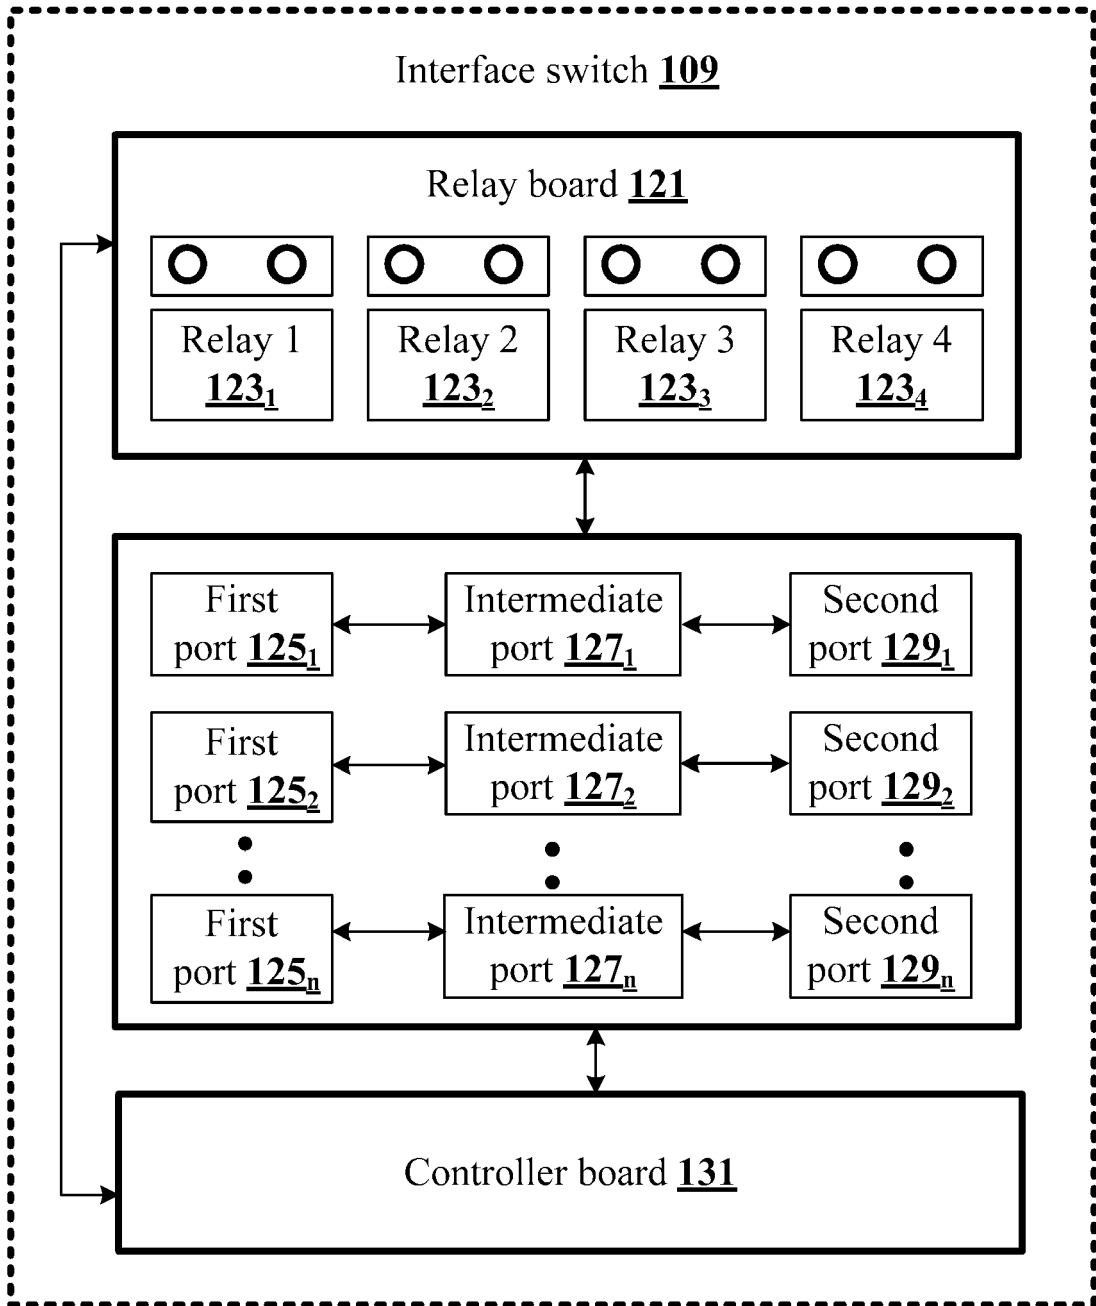 Interface switch 109
Relay board 121
Relay 1
123₁
Relay 2
123₂
Relay 3
123₃
Relay 4
123₄
First
port 125₁
Intermediate
port 127₁
Second
port 129₁
First
port 125₂
Intermediate
port 127₂
Second
port 129₂
First
port 125ₙ
Intermediate
port 127ₙ
Second
port 129ₙ
Controller board 131